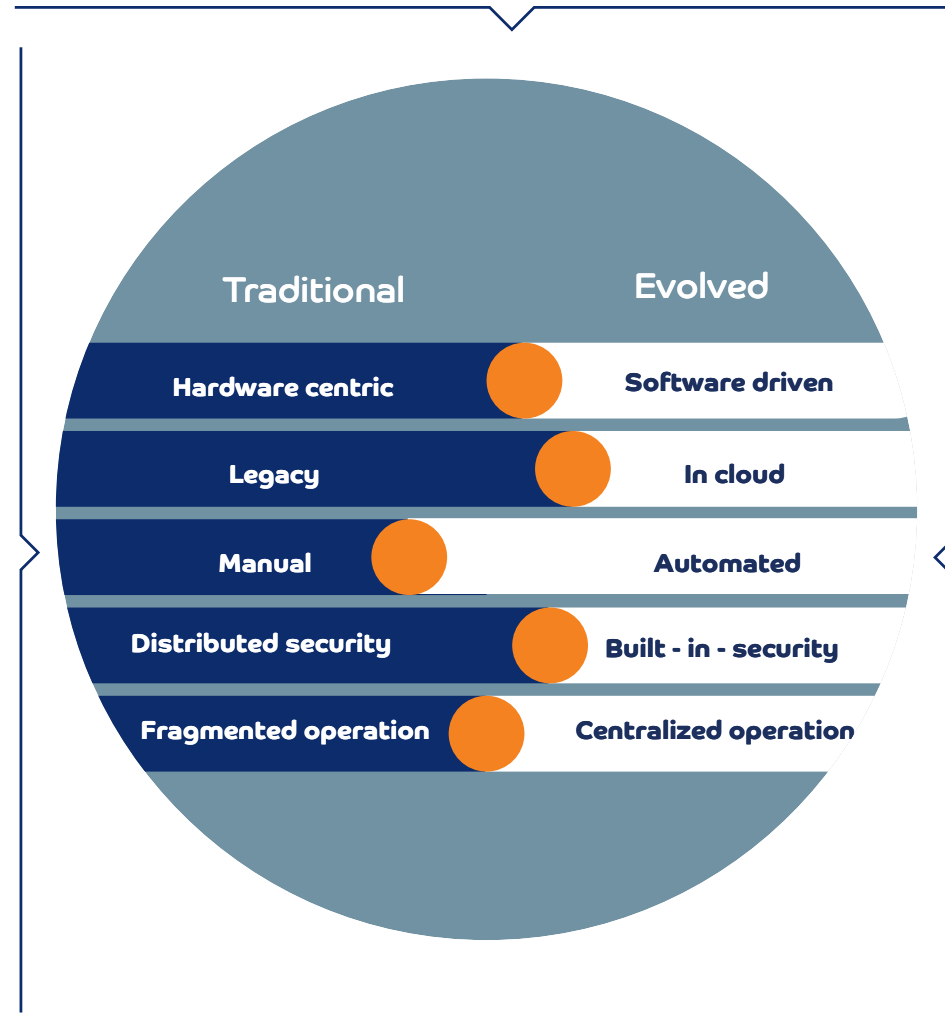 Traditional
Evolved
Hardware centric
Software driven
Legacy
In cloud
Manual
Automated
Distributed security
Built - in - security
Fragmented operation
Centralized operation